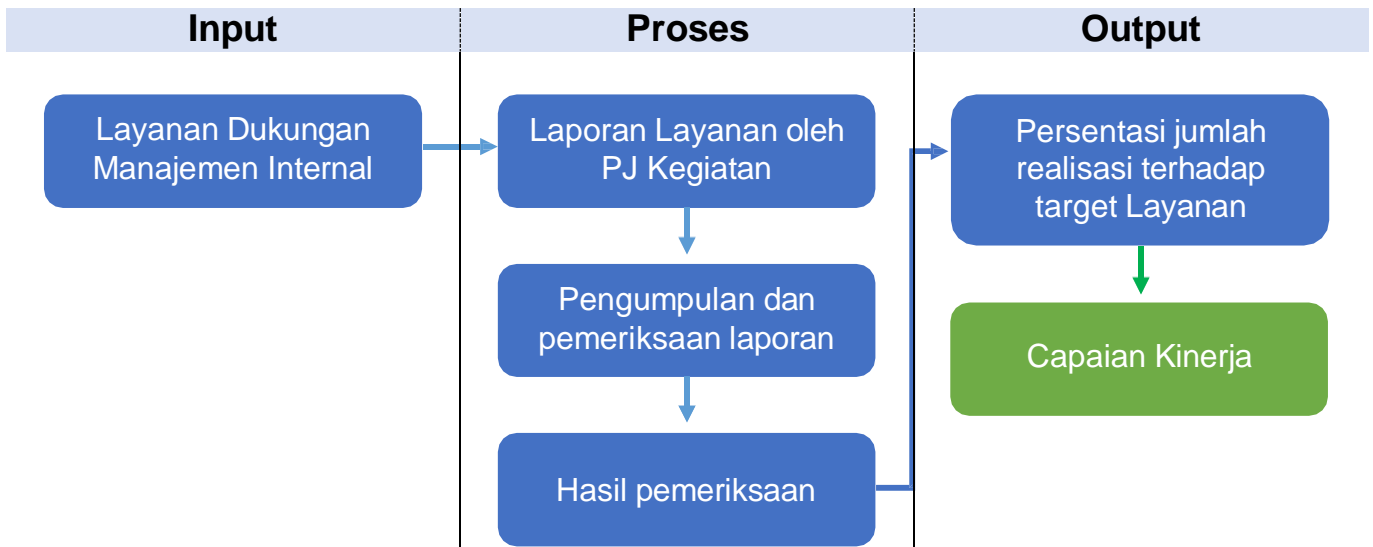 Input
Proses
Output
Layanan Dukungan
Manajemen Internal
Laporan Layanan oleh
PJ Kegiatan
Pengumpulan dan
pemeriksaan laporan
Hasil pemeriksaan
Persentasi jumlah
realisasi terhadap
target Layanan
Capaian Kinerja